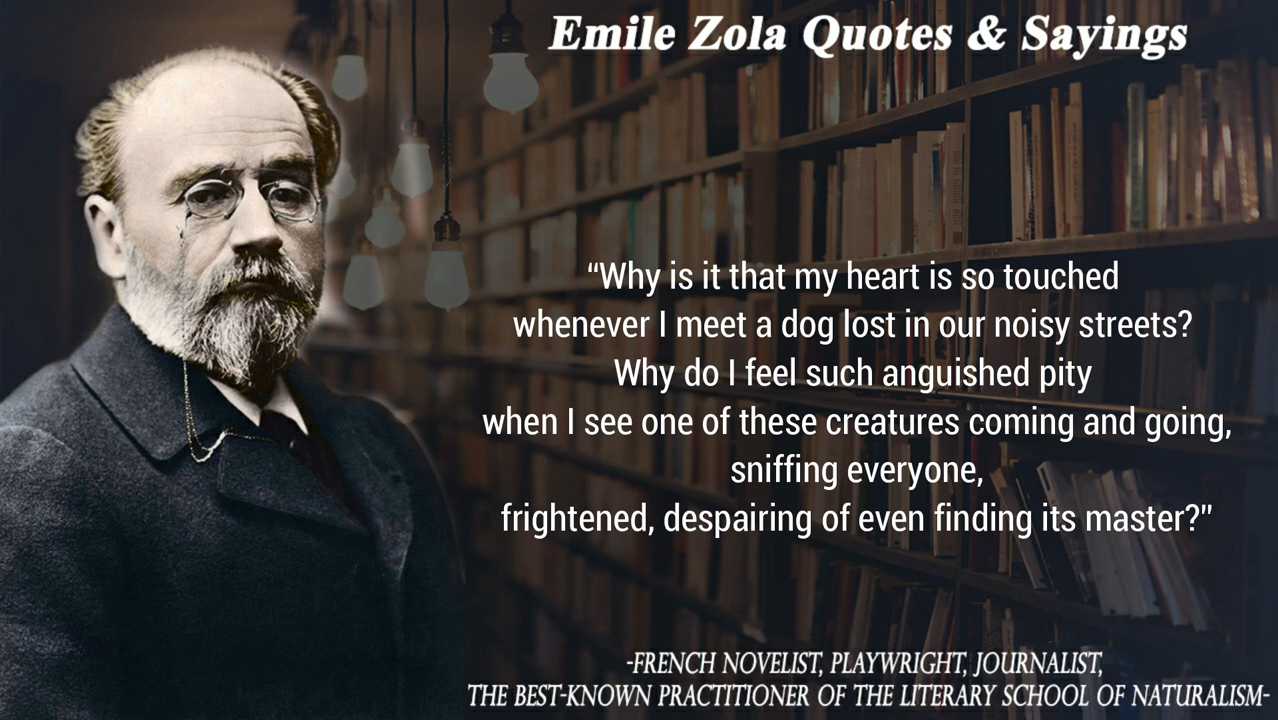 Emile Zola Quotes & Sayings
“Why is it that my heart is so touched
whenever I meet a dog lost in our noisy streets?
Why do I feel such anguished pity
when I see one of these creatures coming and going,
sniffing everyone,
frightened, despairing of even finding its master?”
-FRENCH NOVELIST, PLAYWRIGHT, JOURNALIST,
THE BEST-KNOWN PRACTITIONER OF THE LITERARY SCHOOL OF NATURALISM-